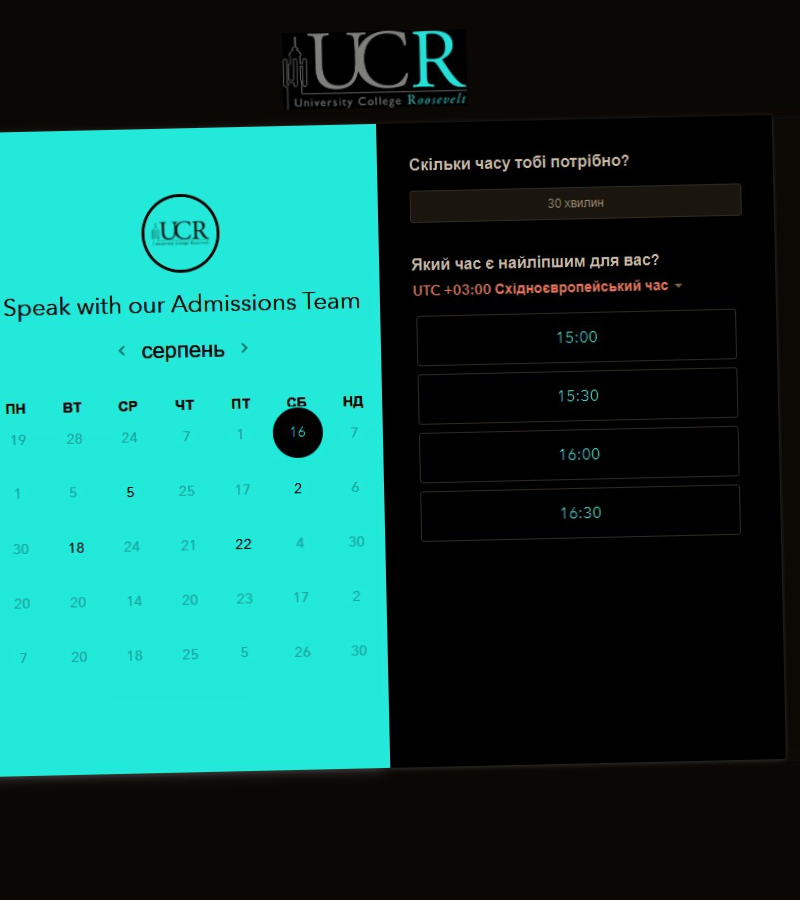 UCR
University College Roosevelt
UCR
Speak with our Admissions Team
серпень
ПН ВТ СР ЧТ ПТ СБ НД
19 28 24 7 1 16 7
1 5 5 25 17 2 6
30 18 24 21 22 4 30
20 20 14 20 23 17 2
7 20 18 25 5 26 30
Скільки часу тобі потрібно?
30 хвилин
Який час є найліпшим для вас?
UTC +03:00 Східноєвропейський час
15:00
15:30
16:00
16:30